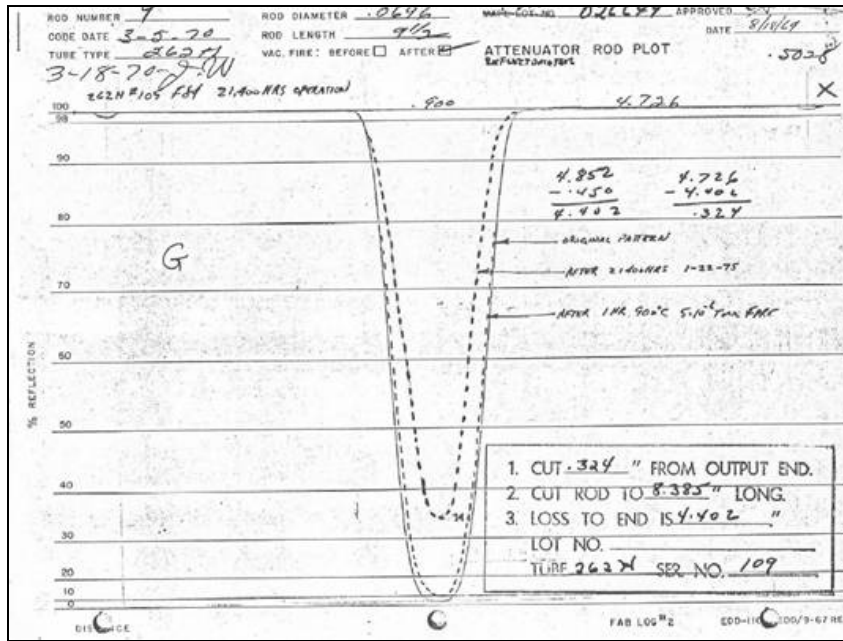 ROD NUMBER 9 ROD DIAMETER .0646 026647 APPROVED
CODE DATE 3-5-70 ROD LENGTH 9 1/2 DATE 8/18/69
TUBE TYPE 262H VAC. FIRE: BEFORE AFTER ATTENUATOR ROD PLOT .5028
3-18-70 J.W
262H #109 21,400 HRS OPERATION X
.900 4.726
100
98
90
4.852 4.726
- .450 - 4.402
4.402 .324
80
ORIGINAL PATTERN
G
AFTER 21400 HRS 1-22-75
70
AFTER 1 HR 900°C
% REFLECTION
60
50
1. CUT .324 " FROM OUTPUT END.
40
2. CUT ROD TO 8.385 " LONG.
3. LOSS TO END IS 4.402 "
30
LOT NO.
20
TUBE 262H SER NO. 109
10
0
FAB LOG #2